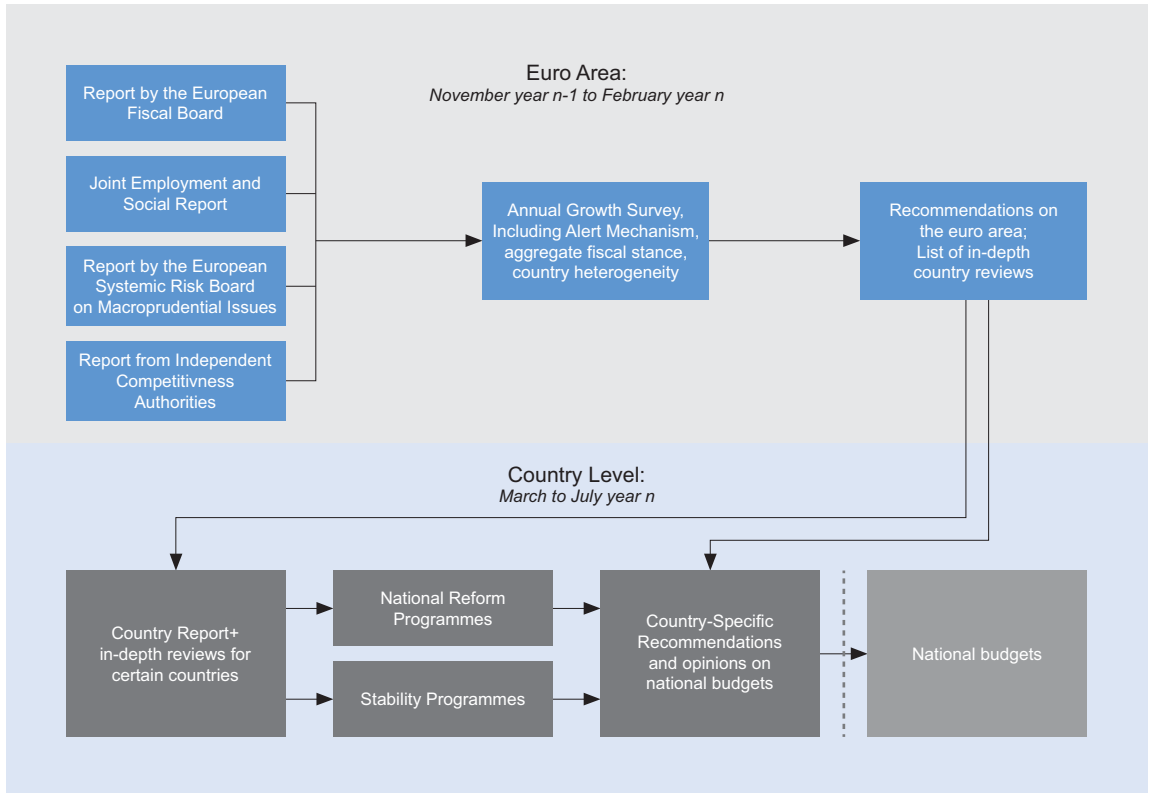 Euro Area:
November year n-1 to February year n
Report by the European
Fiscal Board
Joint Employment and
Social Report
Report by the European
Systemic Risk Board
on Macroprudential Issues
Report from Independent
Competitivness
Authorities
Annual Growth Survey,
Including Alert Mechanism,
aggregate fiscal stance,
country heterogeneity
Recommendations on
the euro area;
List of in-depth
country reviews
Country Level:
March to July year n
Country Report+
in-depth reviews for
certain countries
National Reform
Programmes
Stability Programmes
Country-Specific
Recommendations
and opinions on
national budgets
National budgets